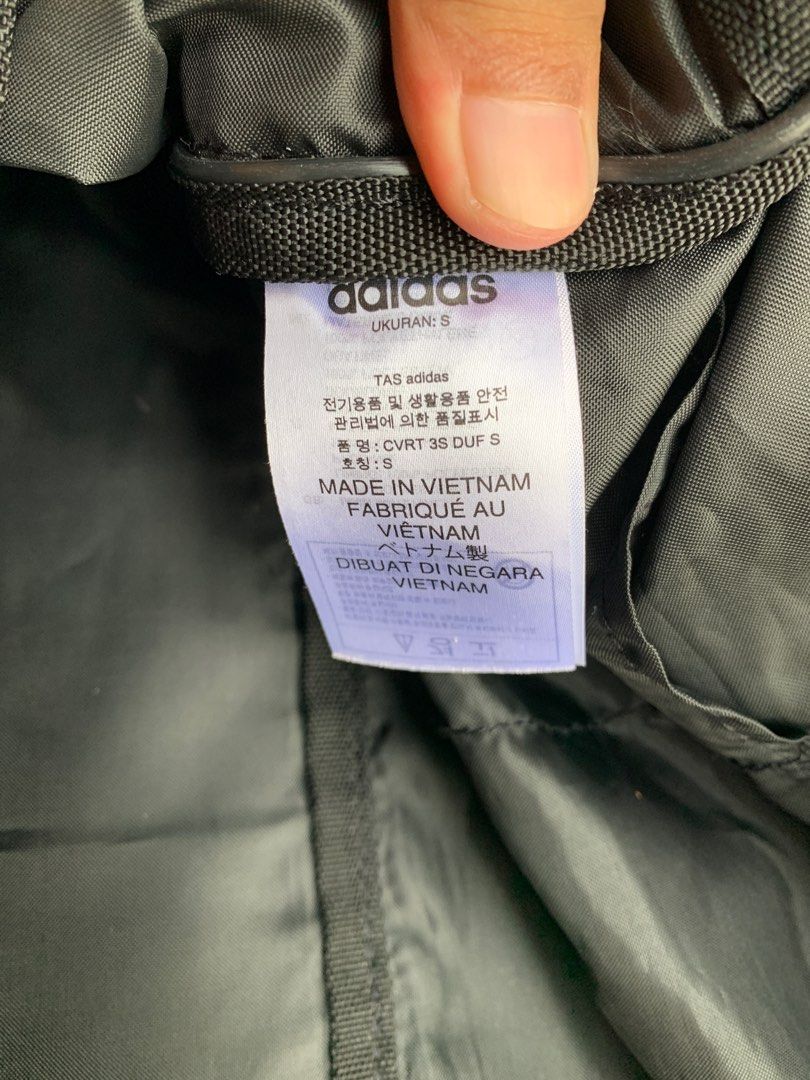 adidas
UKURAN: S
TAS adidas
전기용품 및 생활용품 안전
관리법에 의한 품질표시
품 명 : CVRT 3S DUF S
호칭 : S
MADE IN VIETNAM
FABRIQUÉ AU
VIÊTNAM
ベトナム製
DIBUAT DI NEGARA
VIETNAM